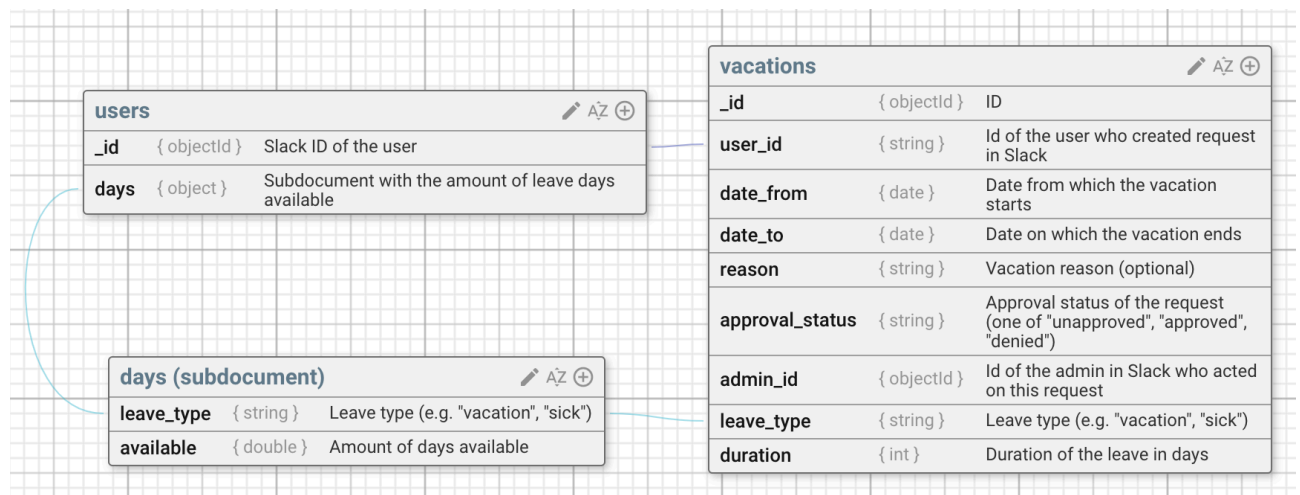 users
_id { objectId } Slack ID of the user
days { object } Subdocument with the amount of leave days
available
days (subdocument)
leave_type { string } Leave type (e.g. "vacation", "sick")
available { double } Amount of days available
vacations
_id { objectId } ID
user_id { string } Id of the user who created request
in Slack
date_from { date } Date from which the vacation
starts
date_to { date } Date on which the vacation ends
reason { string } Vacation reason (optional)
approval_status { string } Approval status of the request
(one of "unapproved", "approved",
"denied")
admin_id { objectId } Id of the admin in Slack who acted
on this request
leave_type { string } Leave type (e.g. "vacation", "sick")
duration { int } Duration of the leave in days